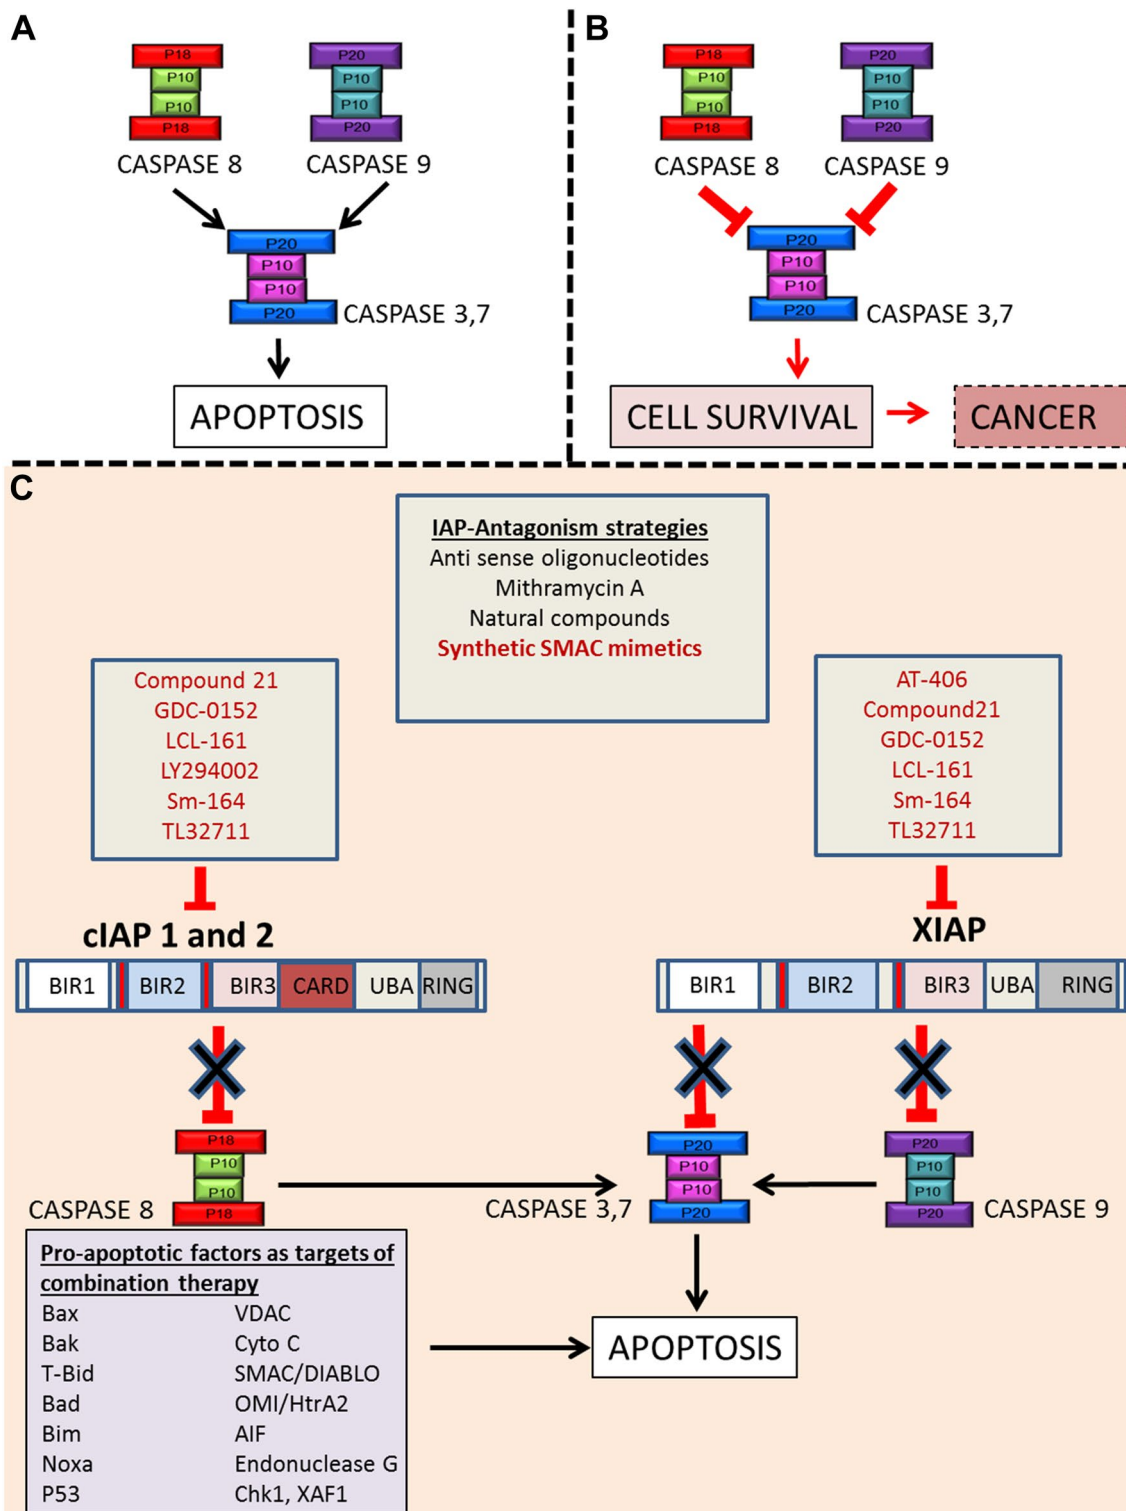 A
P18
P10
P10
P18
CASPASE 8
P20
P10
P10
P20
CASPASE 9
P20
P10
P10
P20
CASPASE 3,7
APOPTOSIS
B
P18
P10
P10
P18
CASPASE 8
P20
P10
P10
P20
CASPASE 9
P20
P10
P10
P20
CASPASE 3,7
CELL SURVIVAL
CANCER
C
IAP-Antagonism strategies
Anti sense oligonucleotides
Mithramycin A
Natural compounds
Synthetic SMAC mimetics
Compound 21
GDC-0152
LCL-161
LY294002
Sm-164
TL32711
AT-406
Compound21
GDC-0152
LCL-161
Sm-164
TL32711
cIAP 1 and 2
BIR1 BIR2 BIR3 CARD UBA RING
XIAP
BIR1 BIR2 BIR3 UBA RING
P18
P10
P10
P18
CASPASE 8
P20
P10
P10
P20
CASPASE 3,7
P20
P10
P10
P20
CASPASE 9
Pro-apoptotic factors as targets of
combination therapy
Bax VDAC
Bak Cyto C
T-Bid SMAC/DIABLO
Bad OMI/HtrA2
Bim AIF
Noxa Endonuclease G
P53 Chk1, XAF1
APOPTOSIS